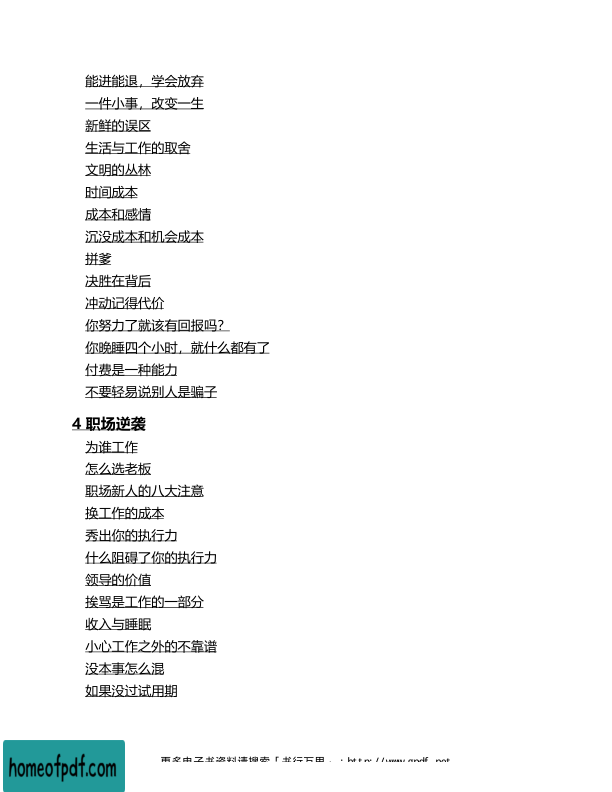 能进能退，学会放弃
一件小事，改变一生
新鲜的误区
生活与工作的取舍
文明的丛林
时间成本
成本和感情
沉没成本和机会成本
拼爹
决胜在背后
冲动记得代价
你努力了就该有回报吗？
你晚睡四个小时，就什么都有了
付费是一种能力
不要轻易说别人是骗子
4 职场逆袭
为谁工作
怎么选老板
职场新人的八大注意
换工作的成本
秀出你的执行力
什么阻碍了你的执行力
领导的价值
挨骂是工作的一部分
收入与睡眠
小心工作之外的不靠谱
没本事怎么混
如果没过试用期
homeofpdf.com
更多电子书资料请搜索「书行万里